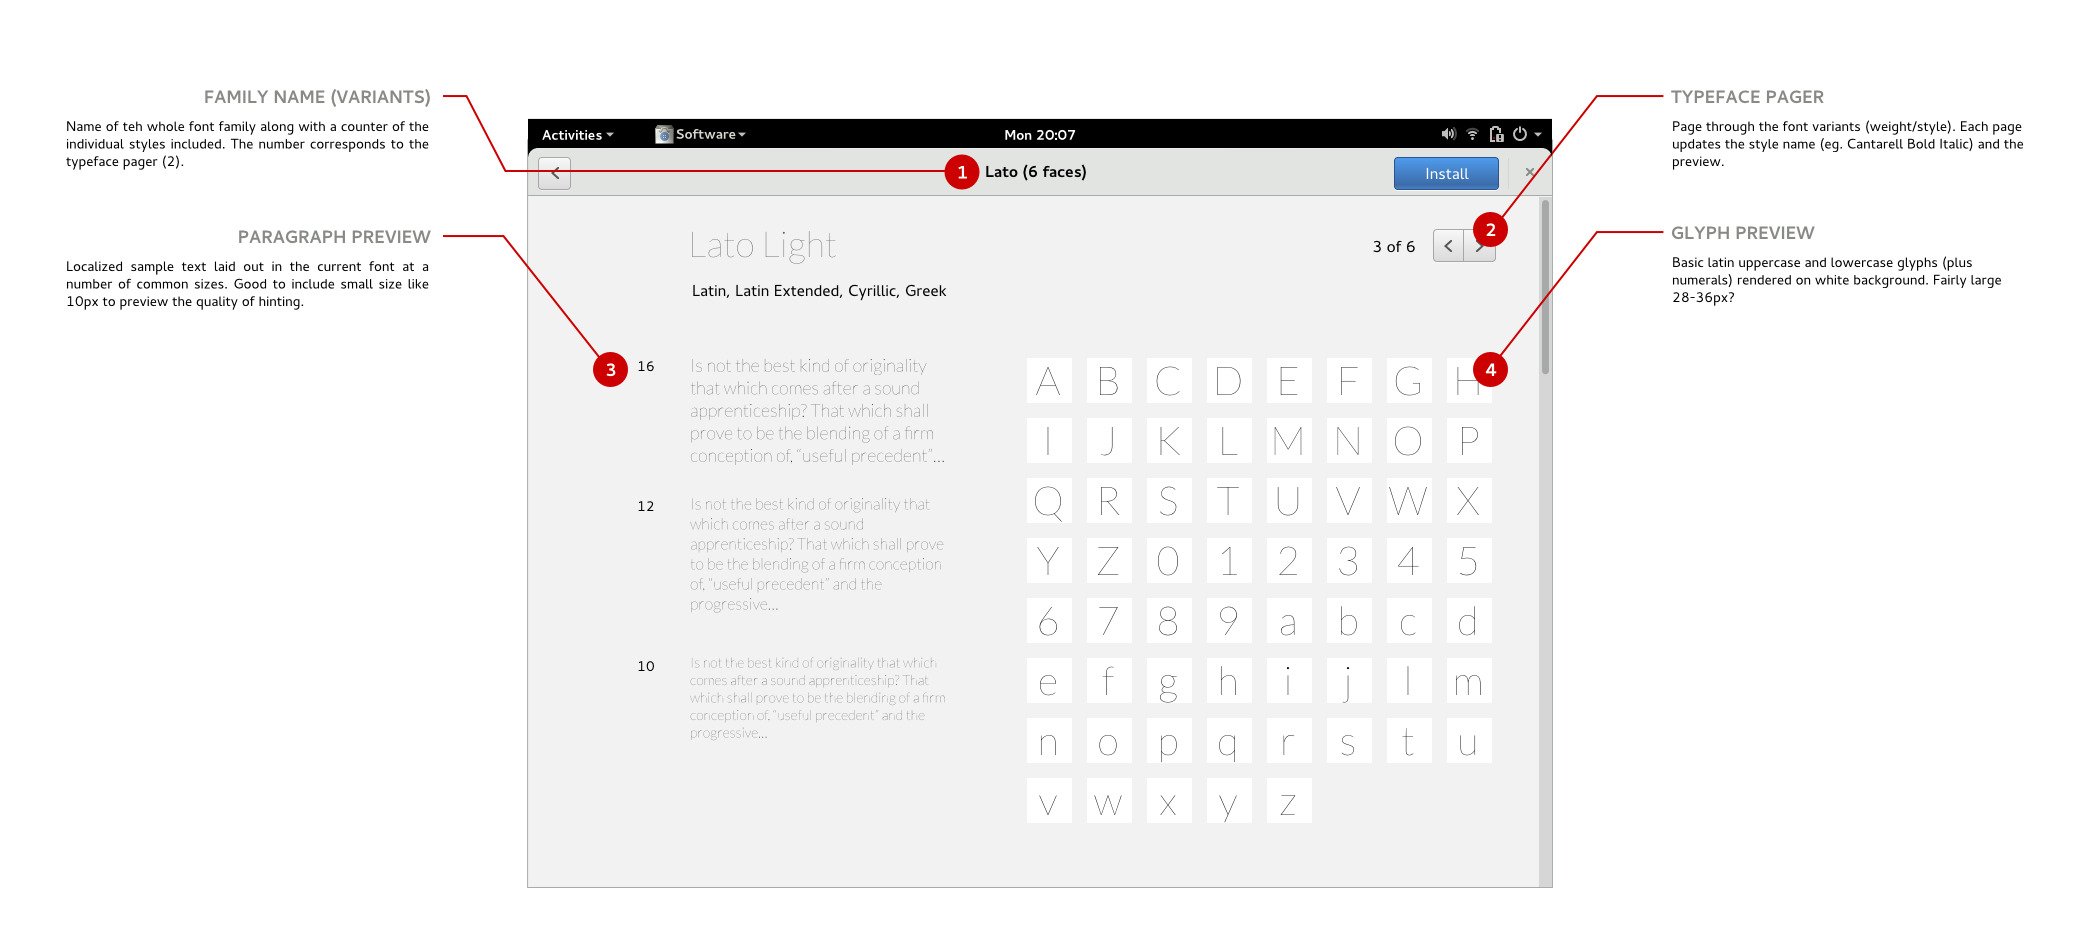 FAMILY NAME (VARIANTS)
Name of teh whole font family along with a counter of the
individual styles included. The number corresponds to the
typeface pager (2).
PARAGRAPH PREVIEW
Localized sample text laid out in the current font at a
number of common sizes. Good to include small size like
10px to preview the quality of hinting.
Activities Software Mon 20:07
1 Lato (6 faces) Install ×
Lato Light
3 of 6 2
Latin, Latin Extended, Cyrillic, Greek
3
16 Is not the best kind of originality
that which comes after a sound
apprenticeship? That which shall
prove to be the blending of a firm
conception of, “useful precedent”...
12 Is not the best kind of originality that
which comes after a sound
apprenticeship? That which shall prove
to be the blending of a firm conception
of, “useful precedent” and the
progressive...
10 Is not the best kind of originality that which
comes after a sound apprenticeship? That
which shall prove to be the blending of a firm
conception of, “useful precedent” and the
progressive...
A B C D E F G H 4
I J K L M N O P
Q R S T U V W X
Y Z 0 1 2 3 4 5
6 7 8 9 a b c d
e f g h i j l m
n o p q r s t u
v w x y z
TYPEFACE PAGER
Page through the font variants (weight/style). Each page
updates the style name (eg. Cantarell Bold Italic) and the
preview.
GLYPH PREVIEW
Basic latin uppercase and lowercase glyphs (plus
numerals) rendered on white background. Fairly large
28-36px?